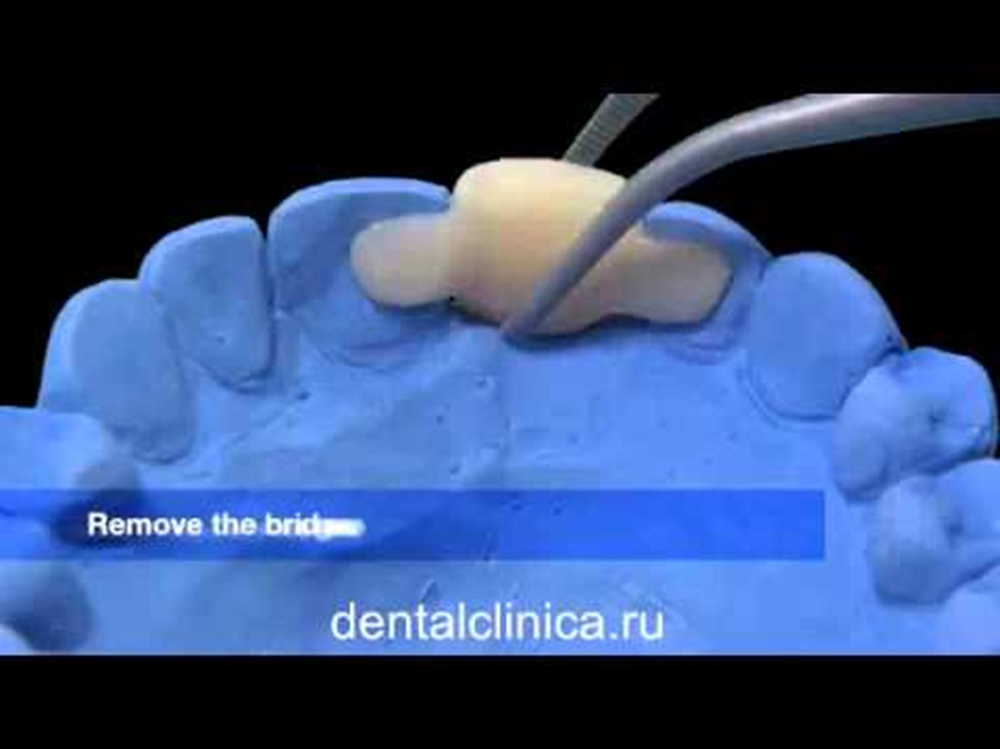 Remove the
dentalclinica.ru